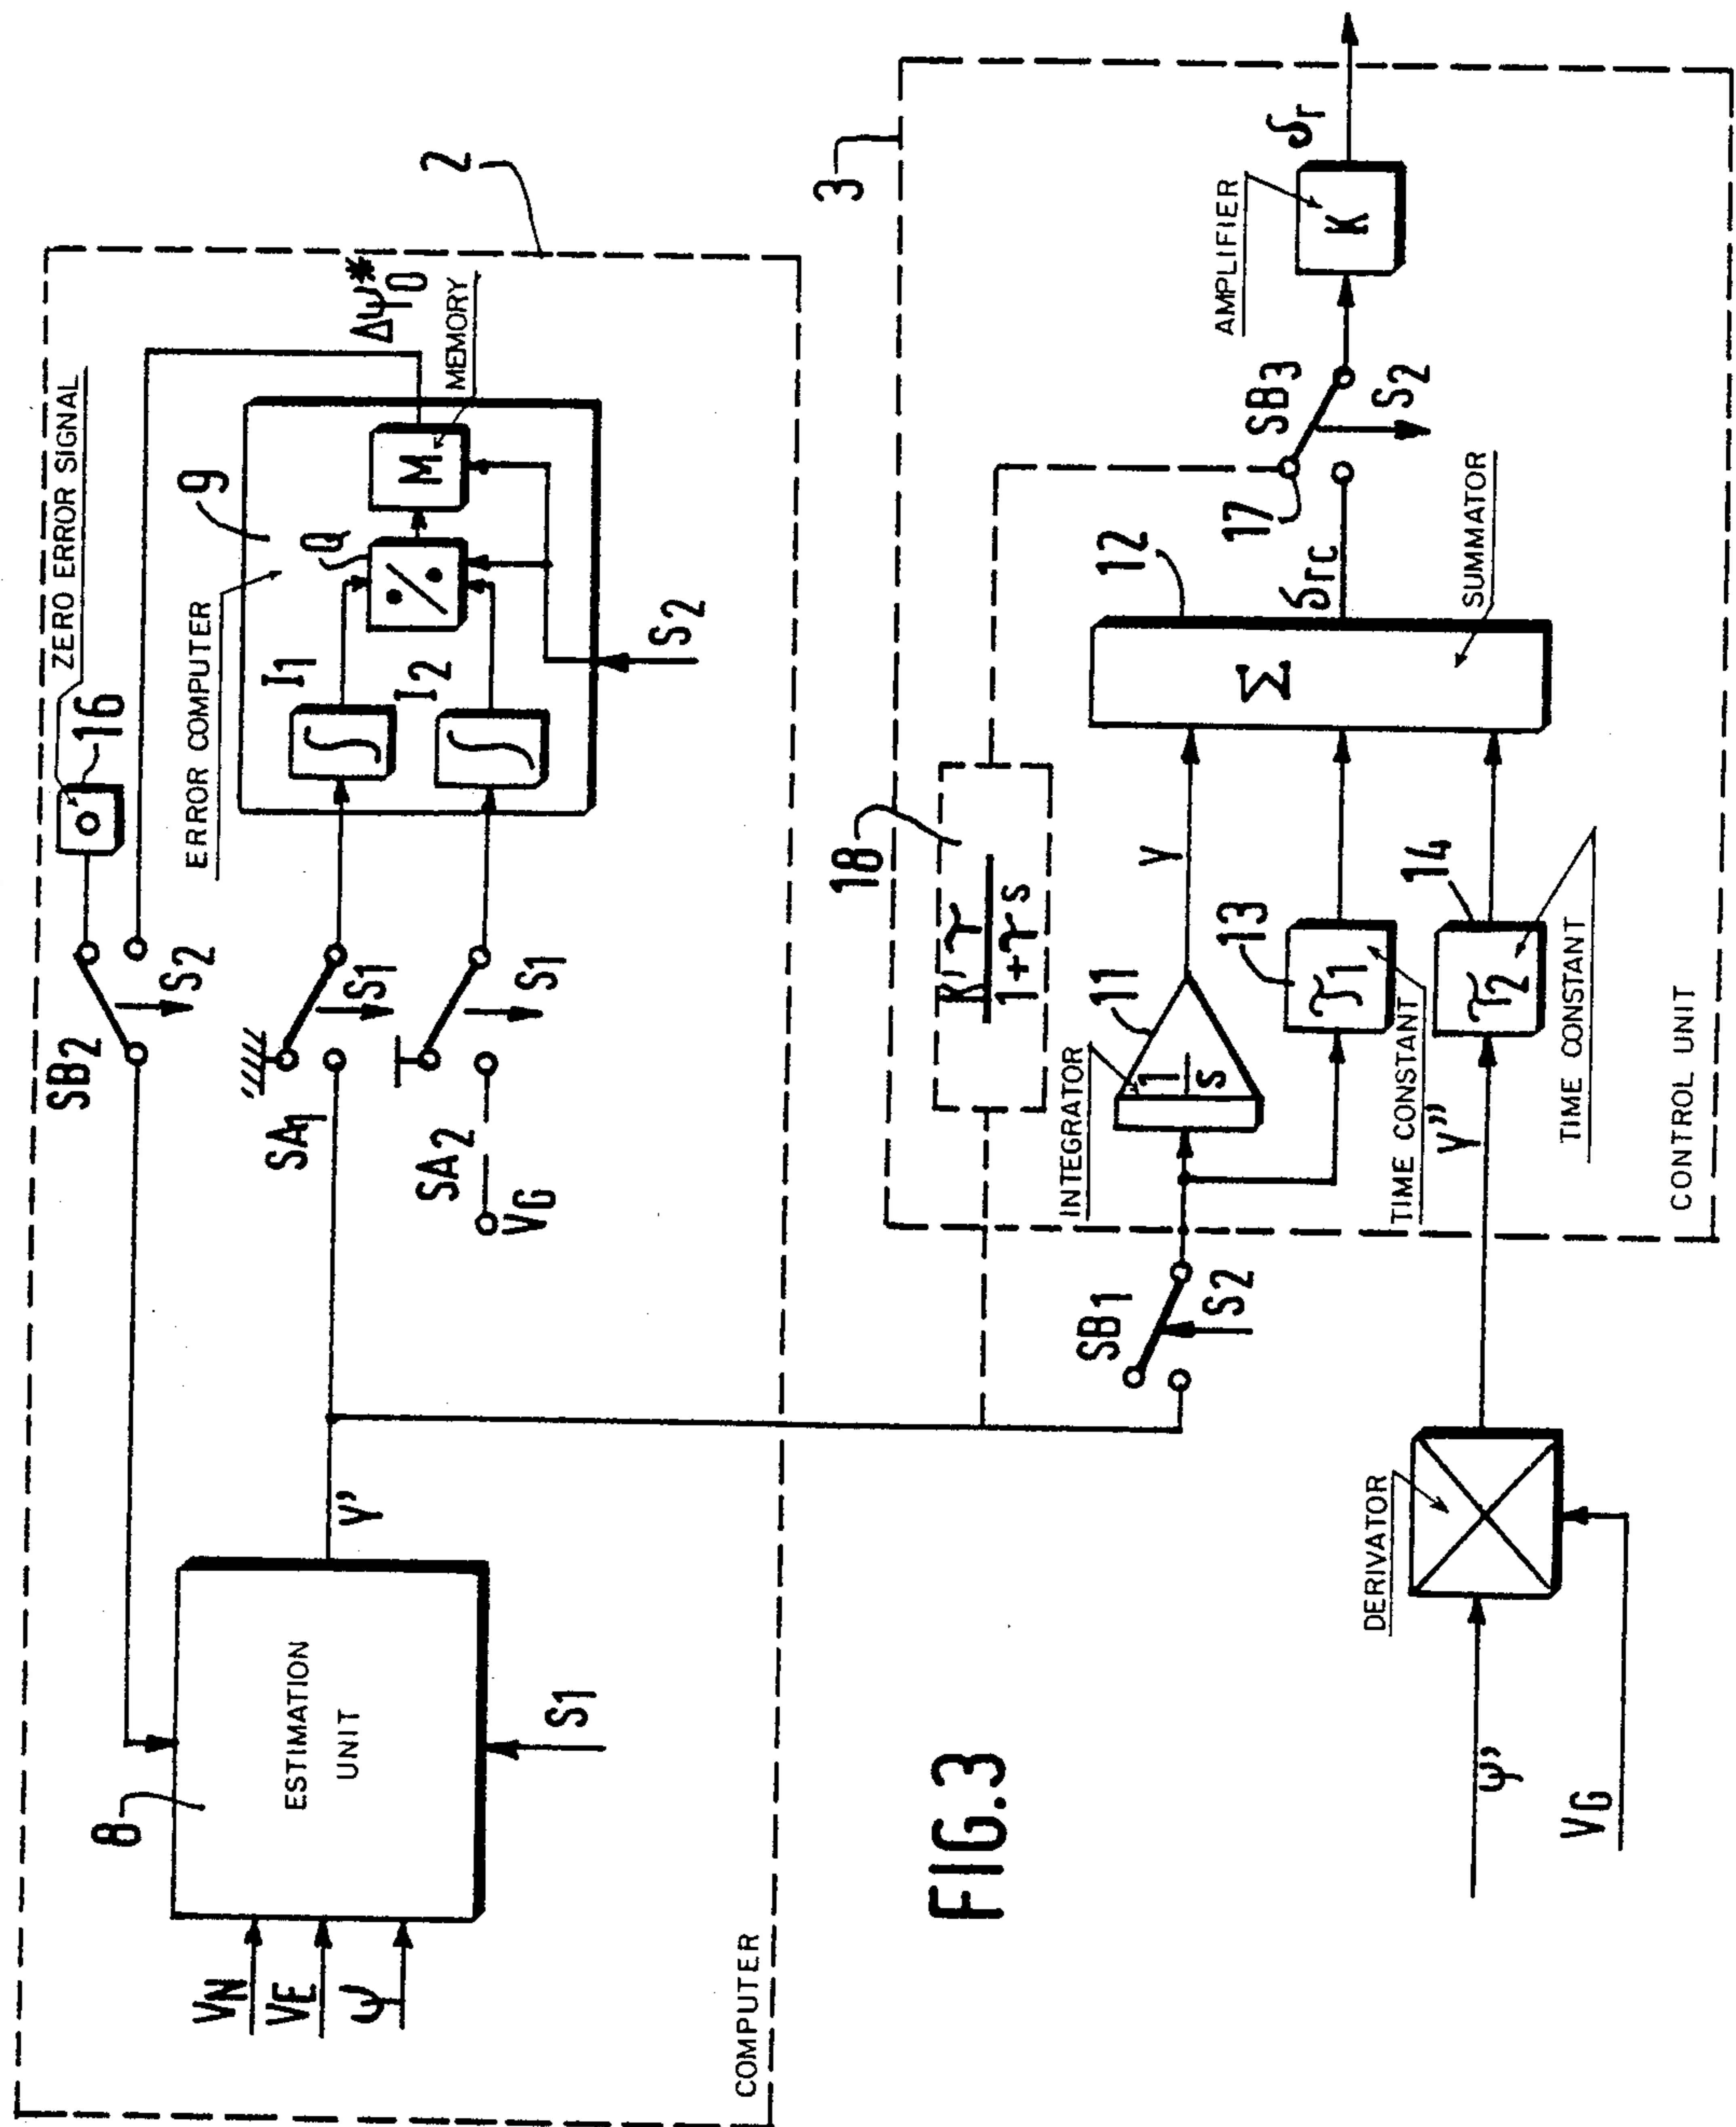 ZERO ERROR SIGNAL
16
O
SB2
S2
9
ERROR COMPUTER
I1
∫
I2
∫
Q
M
Δψ*0
MEMORY
2
S2
SA1
S1
SA2
S1
VG
8
ESTIMATION
UNIT
VN
VE
ψ
S1
Y'
COMPUTER
3
18
K'τ
1+τs
SB1
S2
INTEGRATOR
11
1
s
Y
13
τ1
TIME CONSTANT
14
τ2
TIME CONSTANT
Y''
12
Σ
SUMMATOR
δrc
17
SB3
S2
AMPLIFIER
K
δr
CONTROL UNIT
DERIVATOR
ψ'
VG
FIG.3